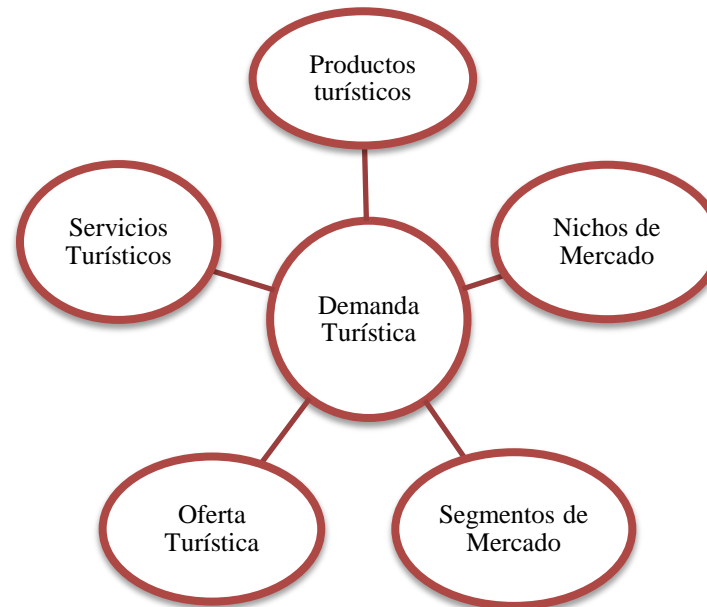 Productos
turísticos
Servicios
Turísticos
Nichos de
Mercado
Demanda
Turística
Oferta
Turística
Segmentos de
Mercado